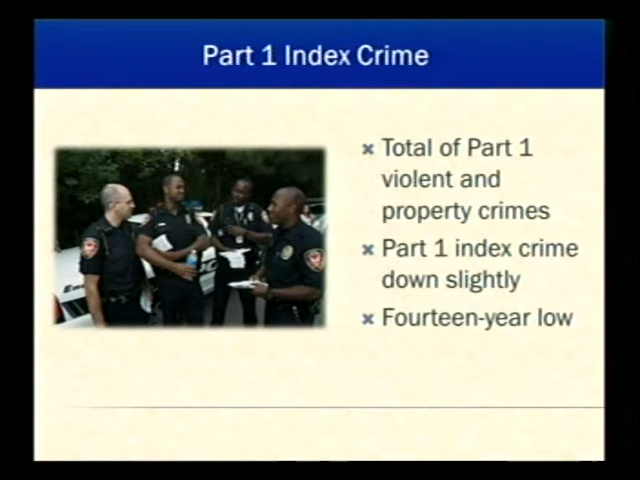 Part 1 Index Crime
Total of Part 1
violent and
property crimes
Part 1 index crime
down slightly
Fourteen-year low